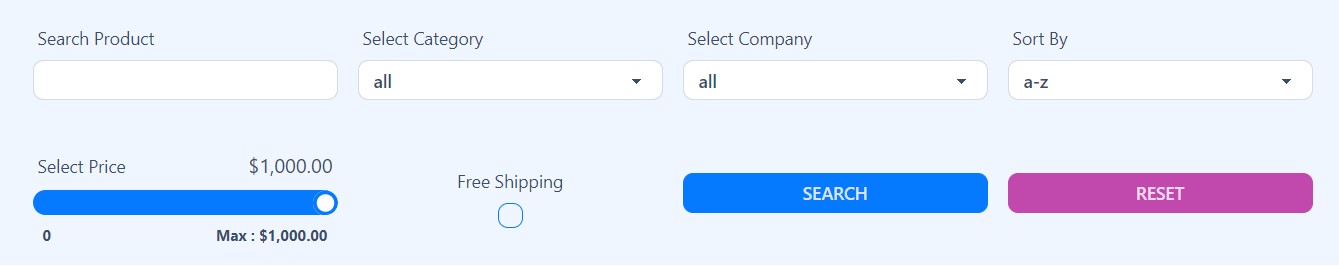 Search Product
Select Category
Select Company
Sort By
all
all
a-z
Select Price
$1,000.00
Free Shipping
SEARCH
RESET
0
Max : $1,000.00